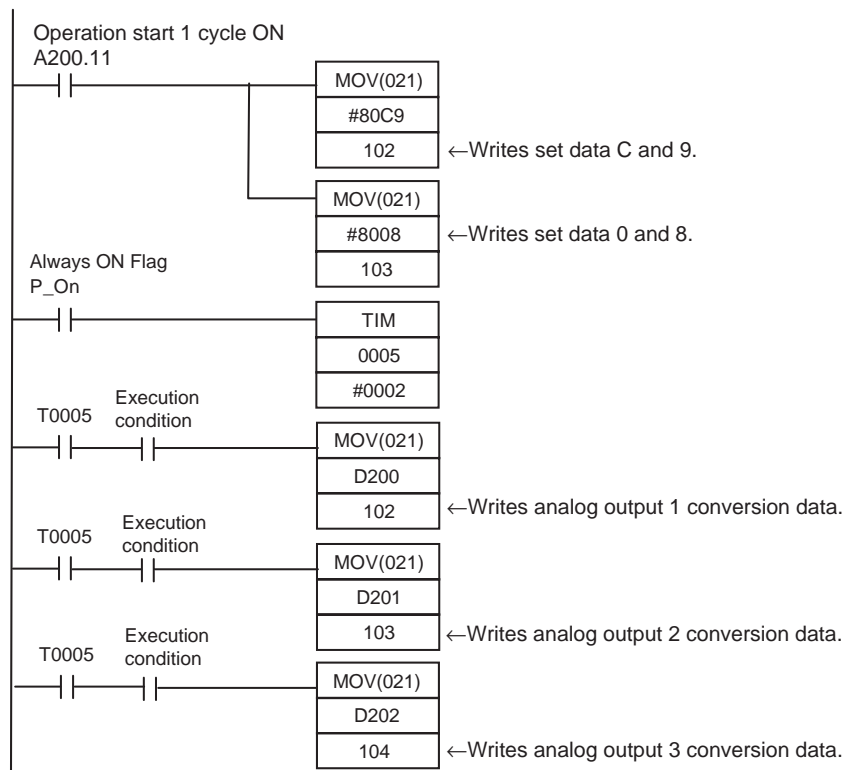 Operation start 1 cycle ON
A200.11
MOV(021)
#80C9
102 ←Writes set data C and 9.
MOV(021)
#8008 ←Writes set data 0 and 8.
103
Always ON Flag
P_On
TIM
0005
#0002
T0005 Execution
condition
MOV(021)
D200
102 ←Writes analog output 1 conversion data.
T0005 Execution
condition
MOV(021)
D201
103 ←Writes analog output 2 conversion data.
T0005 Execution
condition
MOV(021)
D202
104 ←Writes analog output 3 conversion data.